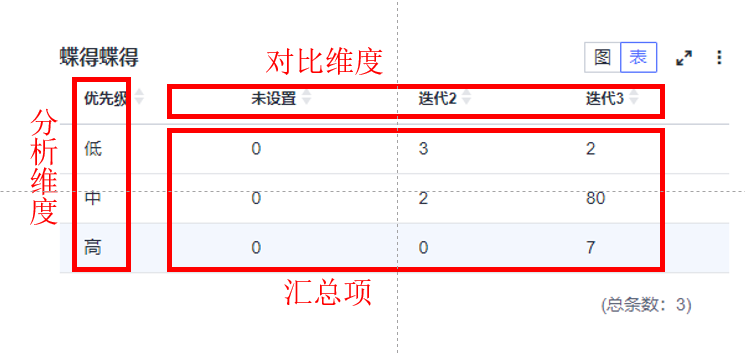 蝶得蝶得
图 表
对比维度
优先级 未设置 迭代2 迭代3
分析维度
低 0 3 2
中 0 2 80
高 0 0 7
汇总项
(总条数：3)